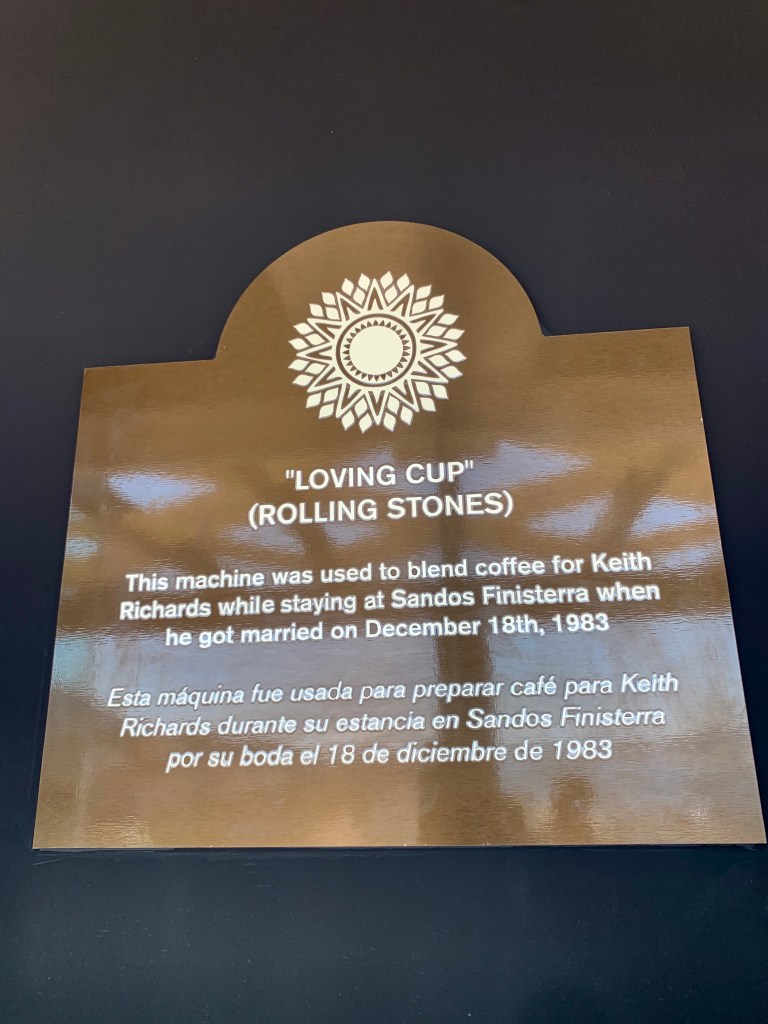 "LOVING CUP"
(ROLLING STONES)
This machine was used to blend coffee for Keith
Richards while staying at Sandos Finisterra when
he got married on December 18th, 1983
Esta máquina fue usada para preparar café para Keith
Richards durante su estancia en Sandos Finisterra
por su boda el 18 de diciembre de 1983